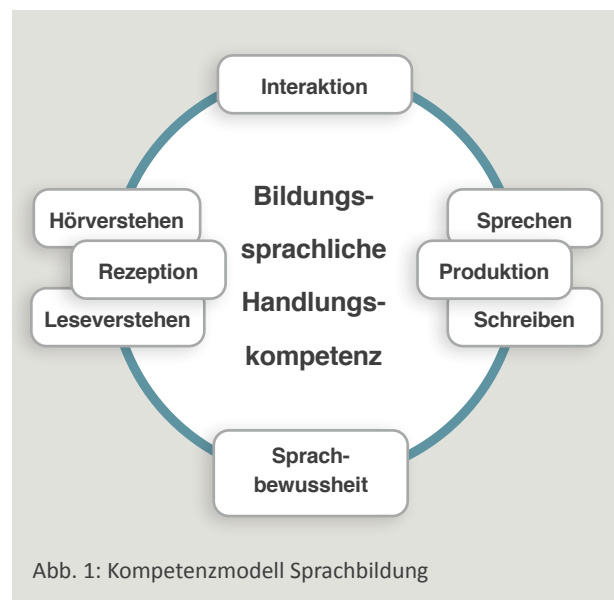 Interaktion
Bildungs-
sprachliche
Handlungs-
kompetenz
Hörverstehen
Rezeption
Leseverstehen
Sprechen
Produktion
Schreiben
Sprach-
bewussheit
Abb. 1: Kompetenzmodell Sprachbildung